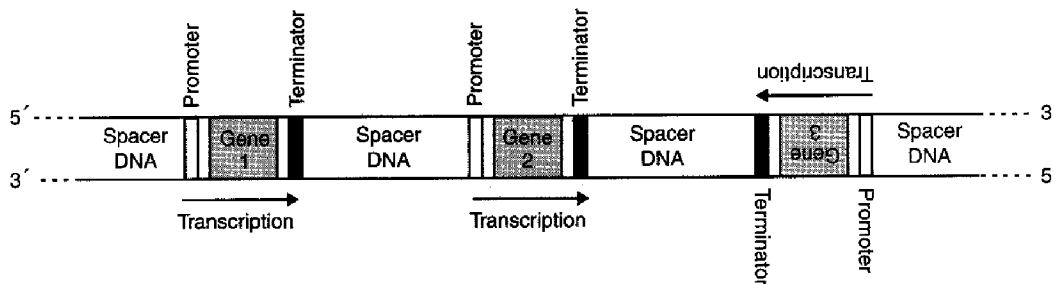 Promoter
Terminator
Promoter
Terminator
Transcription
5´
Spacer
DNA
Gene
1
Spacer
DNA
Gene
2
Spacer
DNA
Gene
3
Spacer
DNA
3
3´
5
Transcription
Transcription
Terminator
Promoter